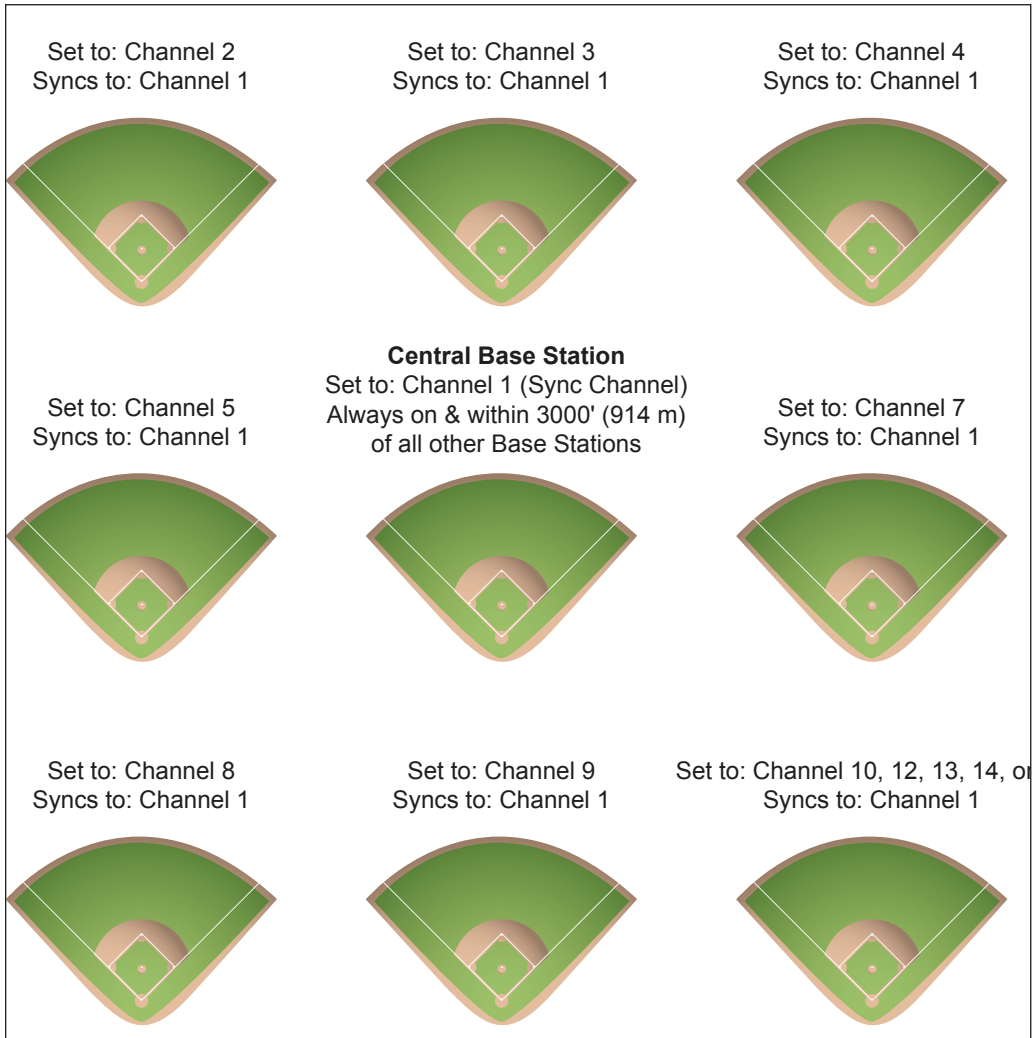 Set to: Channel 2
Syncs to: Channel 1
Set to: Channel 3
Syncs to: Channel 1
Set to: Channel 4
Syncs to: Channel 1
Set to: Channel 5
Syncs to: Channel 1
Central Base Station
Set to: Channel 1 (Sync Channel)
Always on & within 3000' (914 m)
of all other Base Stations
Set to: Channel 7
Syncs to: Channel 1
Set to: Channel 8
Syncs to: Channel 1
Set to: Channel 9
Syncs to: Channel 1
Set to: Channel 10, 12, 13, 14, or
Syncs to: Channel 1